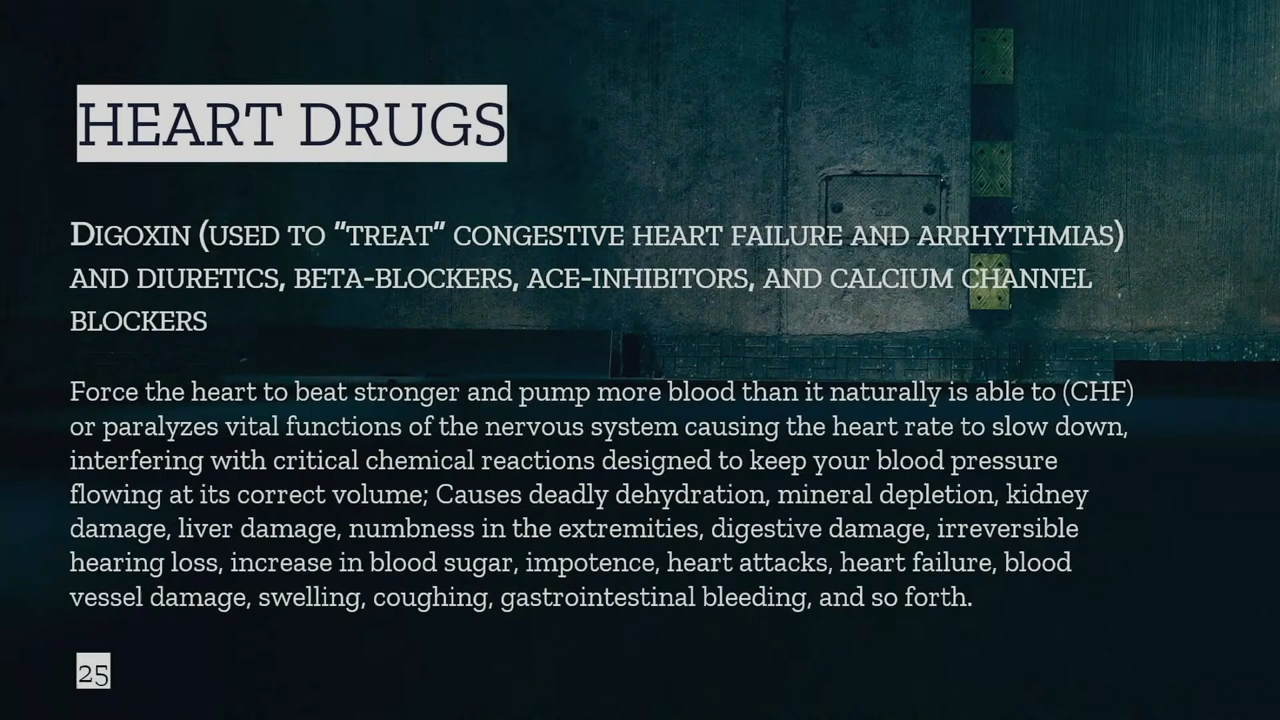 HEART DRUGS
DIGOXIN (USED TO "TREAT" CONGESTIVE HEART FAILURE AND ARRHYTHMIAS)
AND DIURETICS, BETA-BLOCKERS, ACE-INHIBITORS, AND CALCIUM CHANNEL
BLOCKERS
Force the heart to beat stronger and pump more blood than it naturally is able to (CHF)
or paralyzes vital functions of the nervous system causing the heart rate to slow down,
interfering with critical chemical reactions designed to keep your blood pressure
flowing at its correct volume; Causes deadly dehydration, mineral depletion, kidney
damage, liver damage, numbness in the extremities, digestive damage, irreversible
hearing loss, increase in blood sugar, impotence, heart attacks, heart failure, blood
vessel damage, swelling, coughing, gastrointestinal bleeding, and so forth.
25